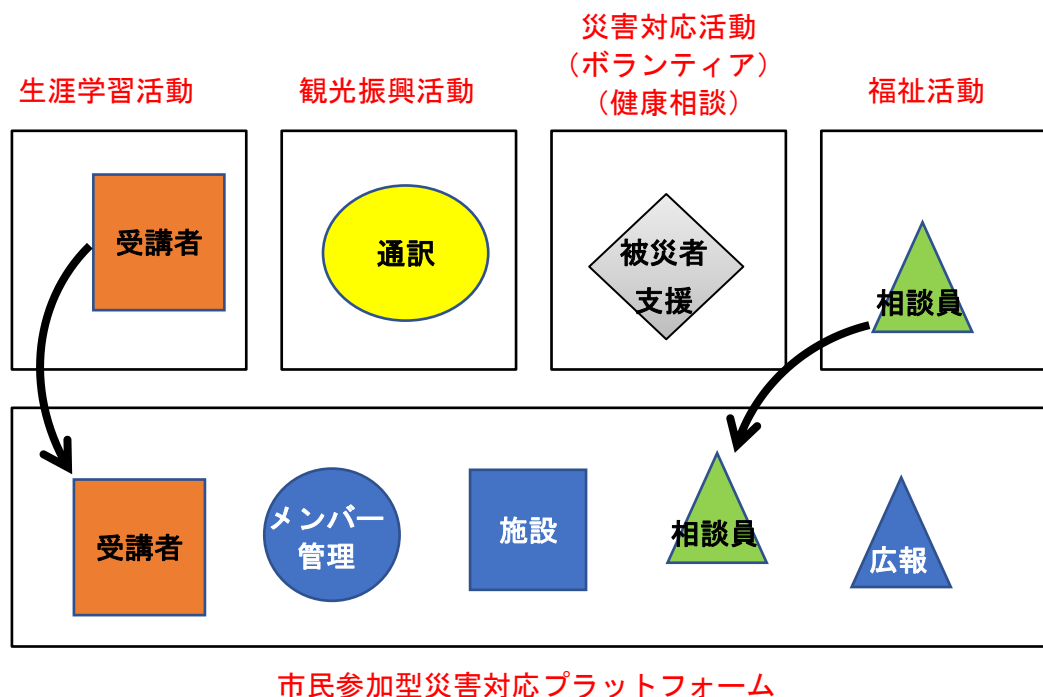 生涯学習活動
観光振興活動
災害対応活動
（ボランティア）
（健康相談）
福祉活動
受講者
通訳
被災者
支援
相談員
受講者
メンバー
管理
施設
相談員
広報
市民参加型災害対応プラットフォーム